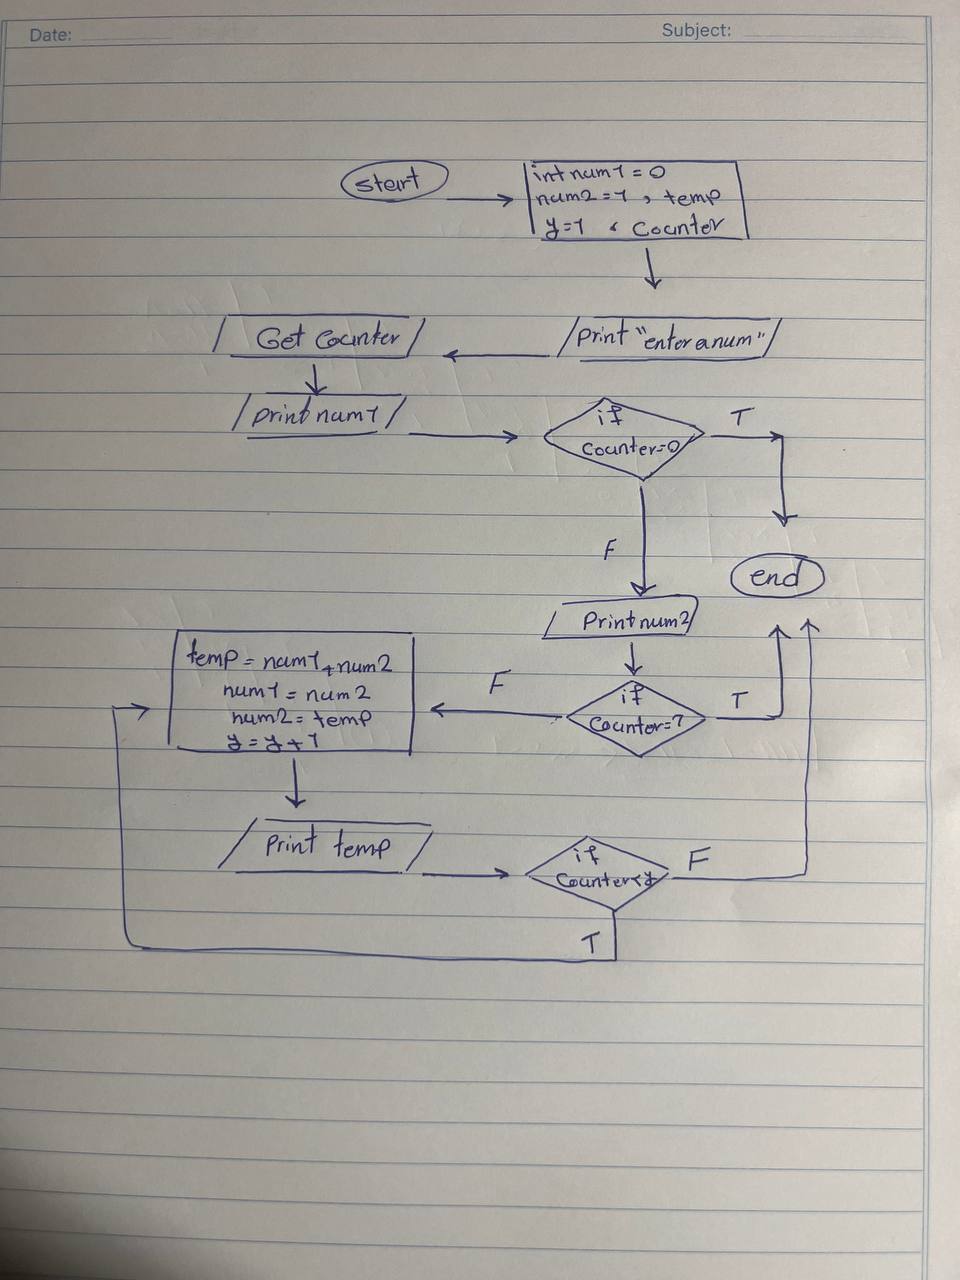 Date:
Subject:
start
int num1 = 0
num2 = 1 , temp
y=1 , Counter
print "enter a num"
Get Counter
print num1
if
Counter=0
T
F
end
Print num2
if
Counter=1
T
F
temp = num1 + num2
num1 = num2
num2 = temp
y = y + 1
Print temp
if
Counter<y
F
T